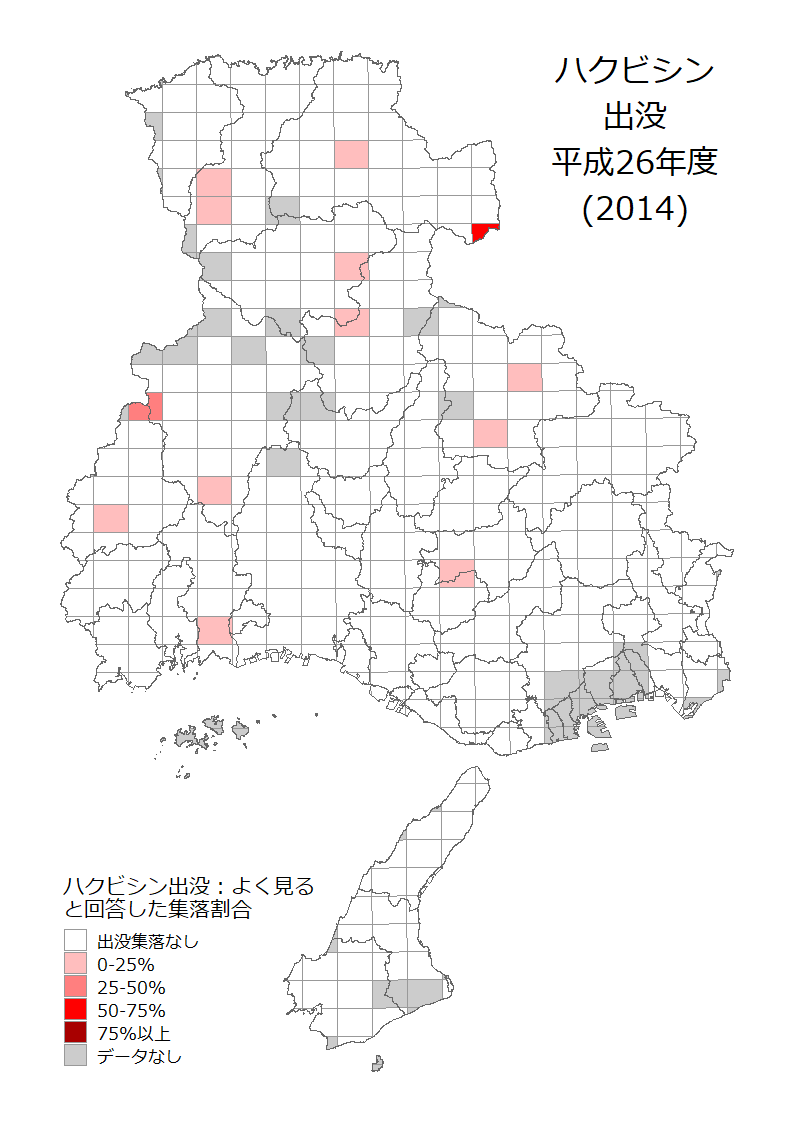 ハクビシン
出没
平成26年度
(2014)
ハクビシン出没：よく見る
と回答した集落割合
出没集落なし
0-25%
25-50%
50-75%
75%以上
データなし